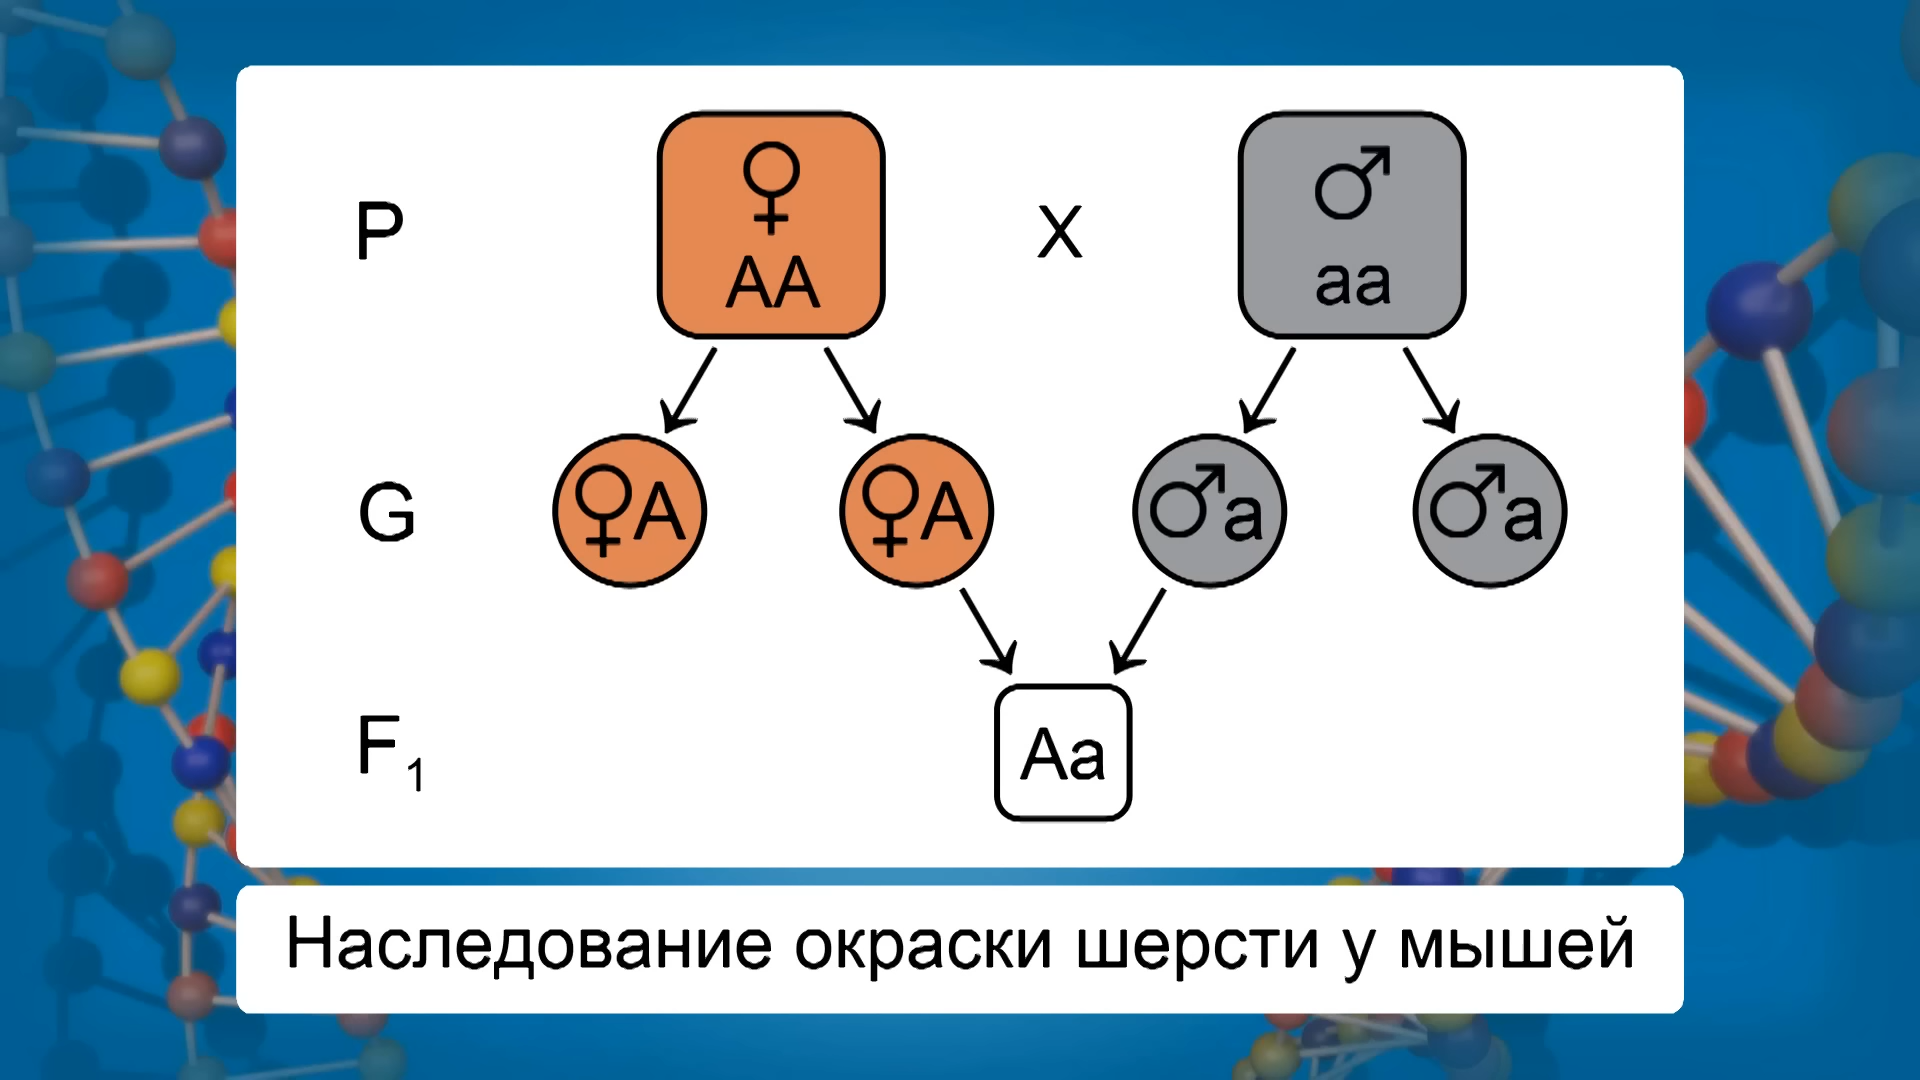 P ♀ X ♂
AA aa
G ♀A ♀A ♂a ♂a
F₁ Aa
Наследование окраски шерсти у мышей